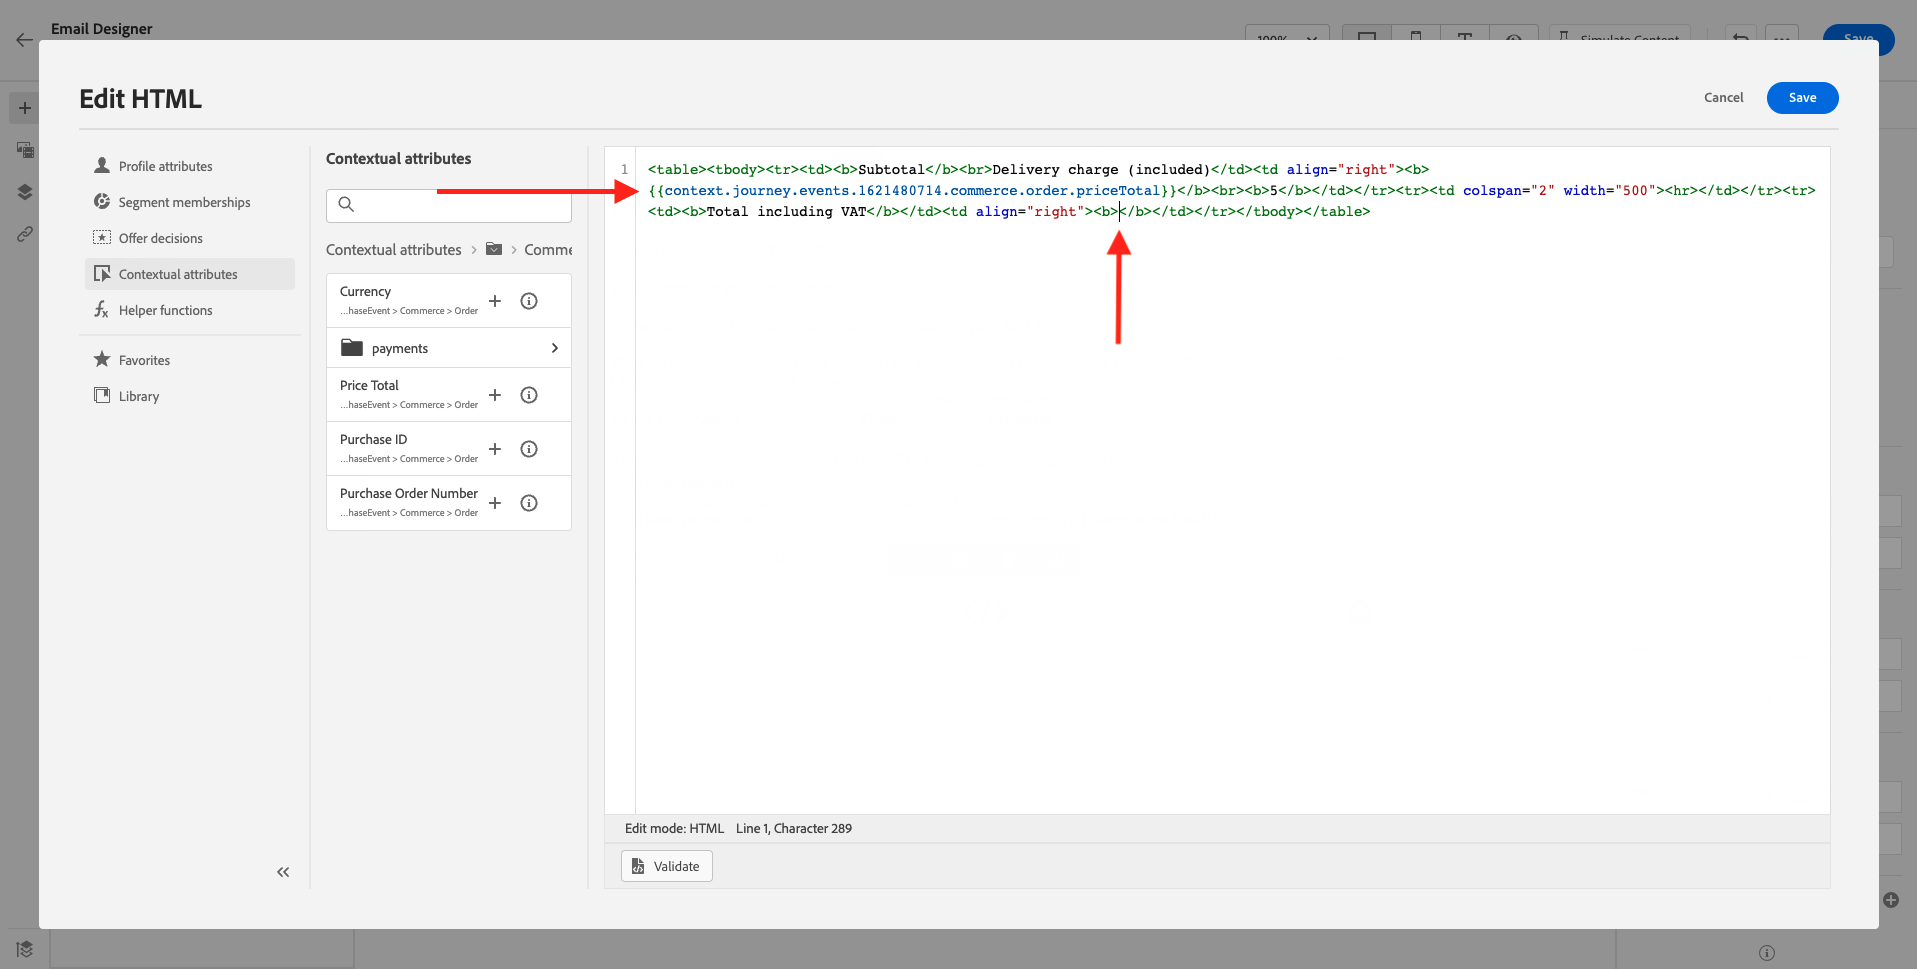 Email Designer
100%
Simulate Content
Save
Edit HTML
Cancel
Save
Profile attributes
Segment memberships
Offer decisions
Contextual attributes
Helper functions
Favorites
Library
Contextual attributes
Contextual attributes > Comme
Currency
...haseEvent > Commerce > Order
payments
Price Total
...haseEvent > Commerce > Order
Purchase ID
...haseEvent > Commerce > Order
Purchase Order Number
...haseEvent > Commerce > Order
1 <table><tbody><tr><td><b>Subtotal</b><br>Delivery charge (included)</td><td align="right"><b>
{{context.journey.events.1621480714.commerce.order.priceTotal}}</b><br><b>5</b></td></tr><tr><td colspan="2" width="500"><hr></td></tr><tr>
<td><b>Total including VAT</b></td><td align="right"><b></b></td></tr></tbody></table>
Edit mode: HTML Line 1, Character 289
Validate